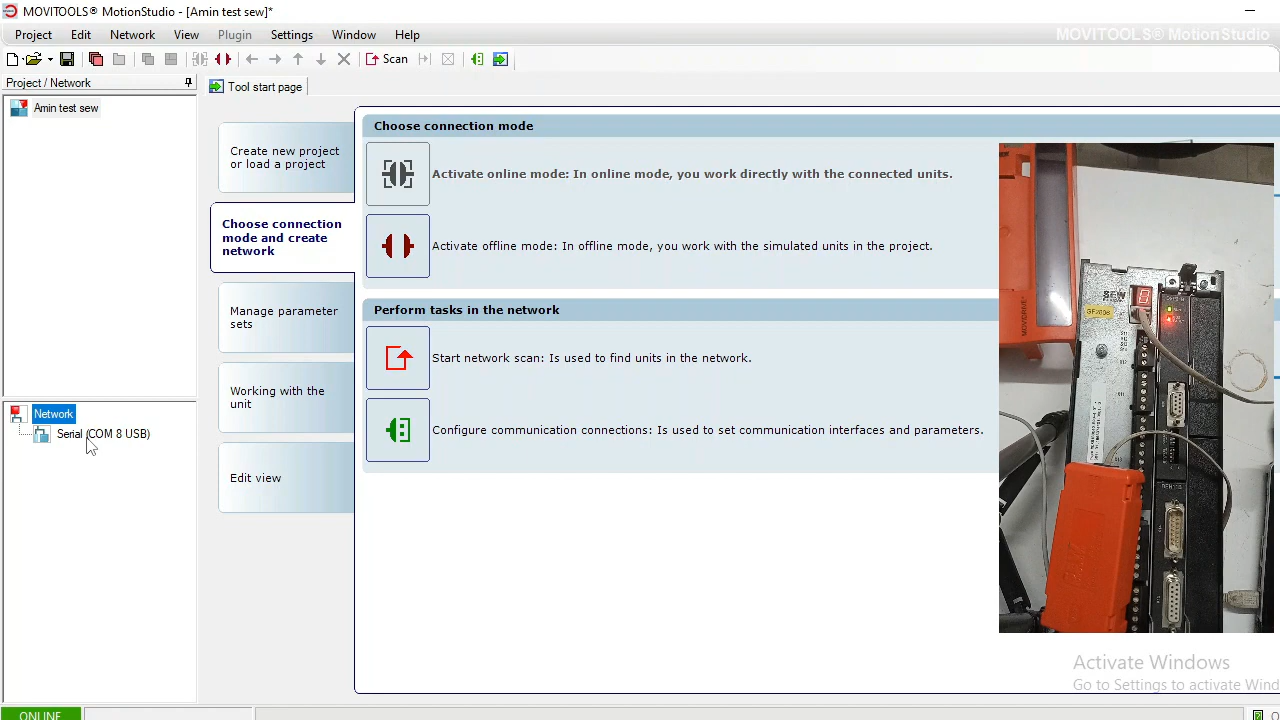 MOVITOOLS® MotionStudio - [Amin test sew]*
Project Edit Network View Plugin Settings Window Help
MOVITOOLS® MotionStudio
Scan
Project / Network
Tool start page
Amin test sew
Choose connection mode
Create new project
or load a project
Activate online mode: In online mode, you work directly with the connected units.
Choose connection
mode and create
network
Activate offline mode: In offline mode, you work with the simulated units in the project.
Manage parameter
sets
Perform tasks in the network
Start network scan: Is used to find units in the network.
Working with the
unit
Network
Serial (COM 8 USB)
Configure communication connections: Is used to set communication interfaces and parameters.
Edit view
SEW
Activate Windows
Go to Settings to activate Wind
ONLINE